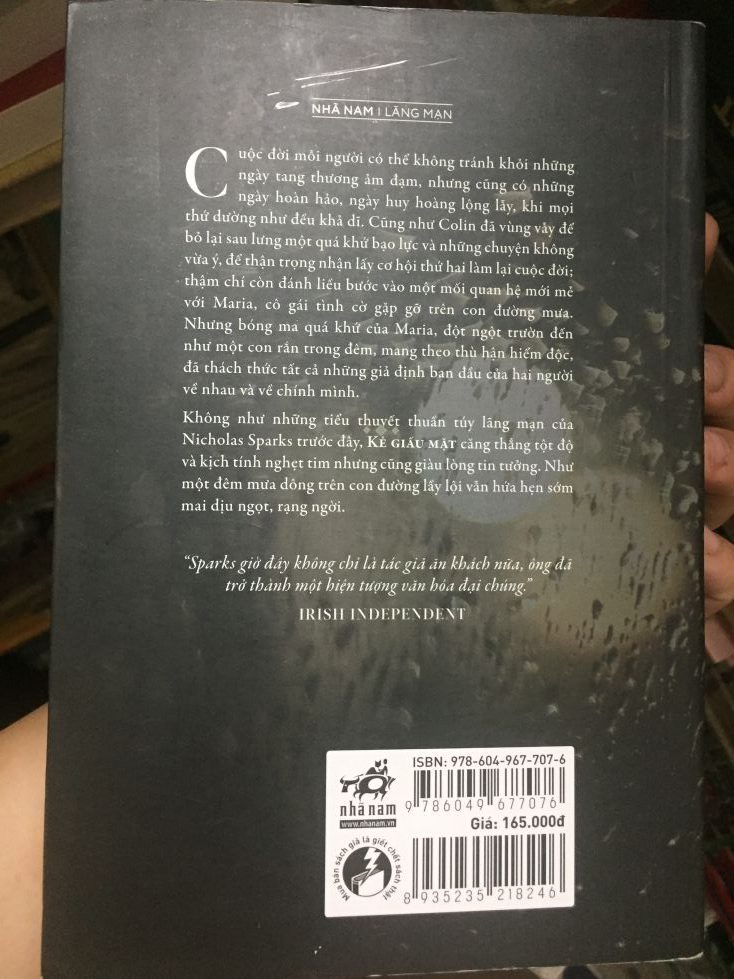 NHÃ NAM | LÃNG MẠN
Cuộc đời mỗi người có thể không tránh khỏi những
ngày tang thương ảm đạm, nhưng cũng có những
ngày hoàn hảo, ngày huy hoàng lộng lẫy, khi mọi
thứ dường như đều khả dĩ. Cũng như Colin đã vùng vẫy để
bỏ lại sau lưng một quá khứ bạo lực và những chuyện không
vừa ý, để thận trọng nhận lấy cơ hội thứ hai làm lại cuộc đời;
thậm chí còn đánh liều bước vào một mối quan hệ mới mẻ
với Maria, cô gái tình cờ gặp gỡ trên con đường mưa.
Nhưng bóng ma quá khứ của Maria, đột ngột trườn đến
như một con rắn trong đêm, mang theo thù hận hiểm độc,
đã thách thức tất cả những giả định ban đầu của hai người
về nhau và về chính mình.
Không như những tiểu thuyết thuần túy lãng mạn của
Nicholas Sparks trước đây, KẺ GIẤU MẶT căng thẳng tột độ
và kịch tính nghẹt tim nhưng cũng giàu lòng tin tưởng. Như
một đêm mưa dông trên con đường lầy lội vẫn hứa hẹn sớm
mai dịu ngọt, rạng ngời.
“Sparks giờ đây không chỉ là tác giả ăn khách nữa, ông đã
trở thành một hiện tượng văn hóa đại chúng.”
IRISH INDEPENDENT
ISBN: 978-604-967-707-6
nhã nam
www.nhanam.vn
9 786049 677076
Giá: 165.000đ
Mua bán sách giả là giết chết sách thật
8 935235 218246